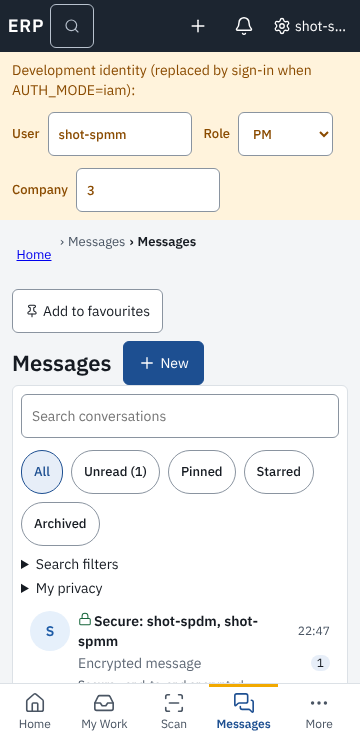 ERP shot-s...
Development identity (replaced by sign-in when
AUTH_MODE=iam):
User shot-spmm Role PM
Company 3
Home › Messages › Messages
Add to favourites
Messages + New
Search conversations
All Unread (1) Pinned Starred
Archived
Search filters
My privacy
S Secure: shot-spdm, shot-
spmm 22:47
Encrypted message 1
Home My Work Scan Messages More